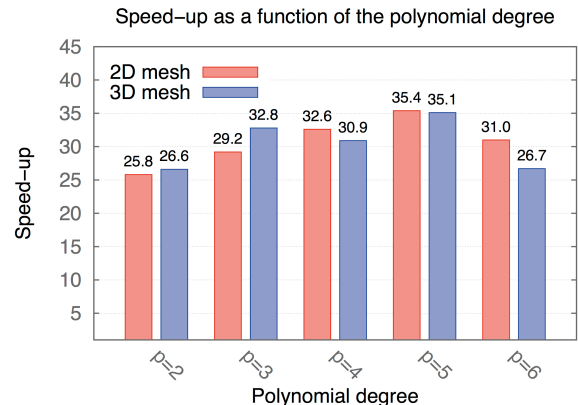 Speed-up as a function of the polynomial degree
45
40
35
30
25
20
15
10
5
Speed-up
2D mesh
3D mesh
25.8
26.6
29.2
32.8
32.6
30.9
35.4
35.1
31.0
26.7
p=2
p=3
p=4
p=5
p=6
Polynomial degree